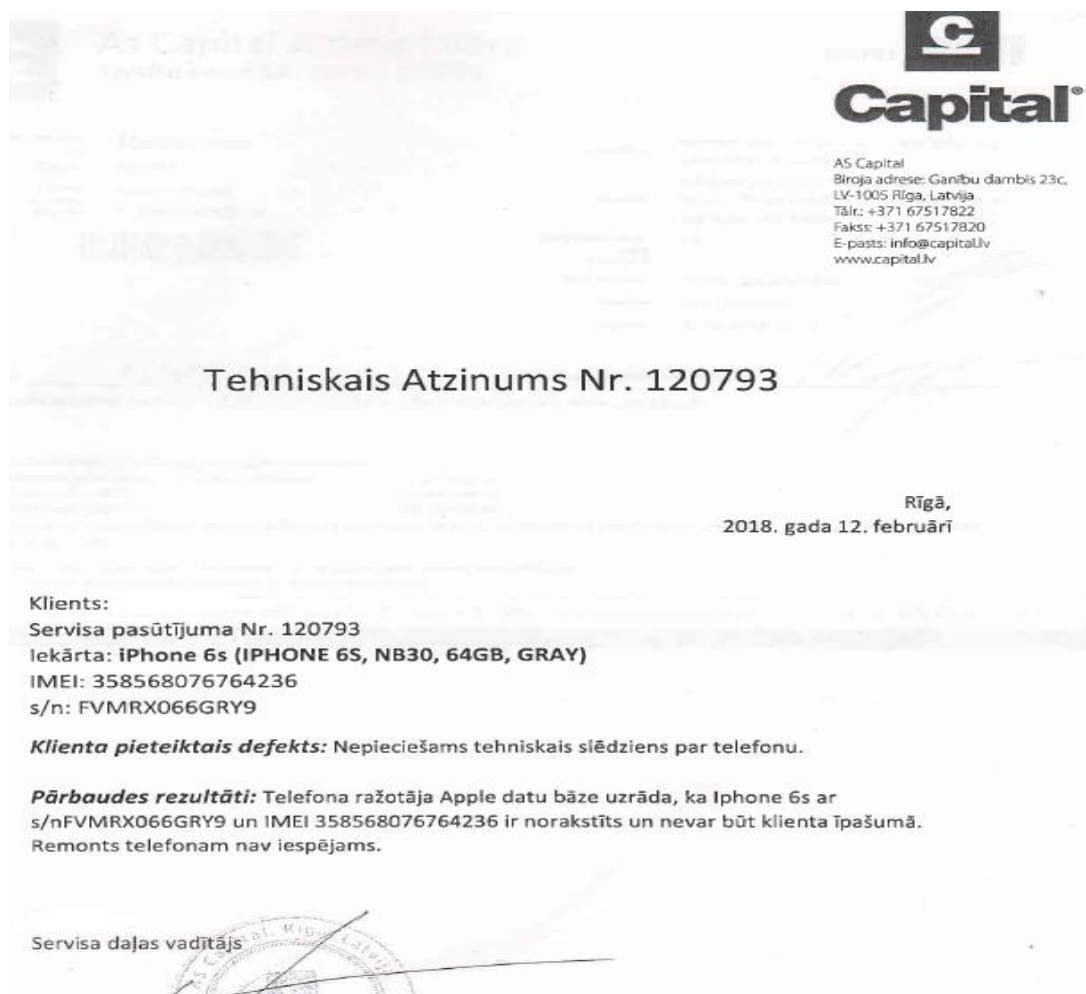 C
Capital®
AS Capital
Biroja adrese: Ganību dambis 23c,
LV-1005 Rīga, Latvija
Tālr.: +371 67517822
Fakss: +371 67517820
E-pasts: info@capital.lv
www.capital.lv
Tehniskais Atzinums Nr. 120793
Rīgā,
2018. gada 12. februārī
Klients:
Servisa pasūtījuma Nr. 120793
Iekārta: iPhone 6s (IPHONE 6S, NB30, 64GB, GRAY)
IMEI: 358568076764236
s/n: FVMRX066GRY9
Klienta pieteiktais defekts: Nepieciešams tehniskais slēdziens par telefonu.
Pārbaudes rezultāti: Telefona ražotāja Apple datu bāze uzrāda, ka Iphone 6s ar
s/nFVMRX066GRY9 un IMEI 358568076764236 ir norakstīts un nevar būt klienta īpašumā.
Remonts telefonam nav iespējams.
Servisa daļas vadītājs
AS Capital, Rīga, Latvija